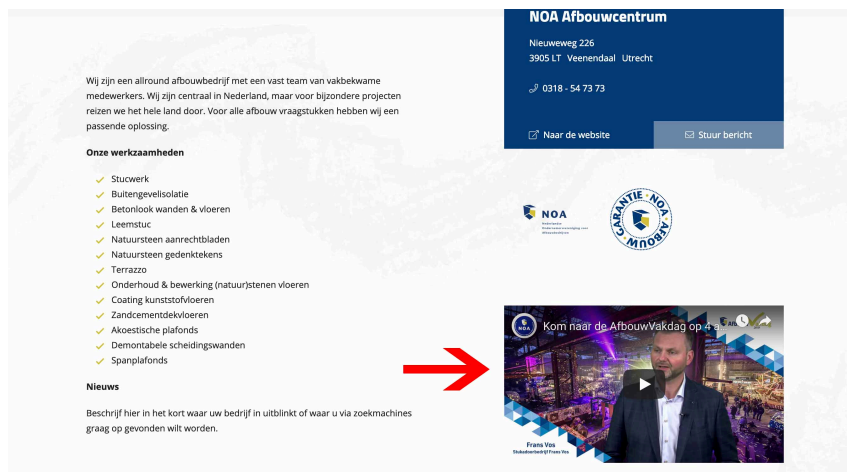 NOA Afbouwcentrum
Nieuweweg 226
3905 LT Veenendaal Utrecht
0318 - 54 73 73
Naar de website
Stuur bericht
Wij zijn een allround afbouwbedrijf met een vast team van vakbekwame
medewerkers. Wij zijn centraal in Nederland, maar voor bijzondere projecten
reizen we het hele land door. Voor alle afbouw vraagstukken hebben wij een
passende oplossing.
Onze werkzaamheden
Stucwerk
Buitengevelisolatie
Betonlook wanden & vloeren
Leemstuc
Natuursteen aanrechtbladen
Natuursteen gedenktekens
Terrazzo
Onderhoud & bewerking (natuur)stenen vloeren
Coating kunststofvloeren
Zandcementdekvloeren
Akoestische plafonds
Demontabele scheidingswanden
Spanplafonds
Nieuws
Beschrijf hier in het kort waar uw bedrijf in uitblinkt of waar u via zoekmachines
graag op gevonden wilt worden.
NOA
GARANTIE NOA AFBOUW
NOA
Kom naar de AfbouwVakdag op 4 a...
Frans Vos
Stukadoorbedrijf Frans Vos